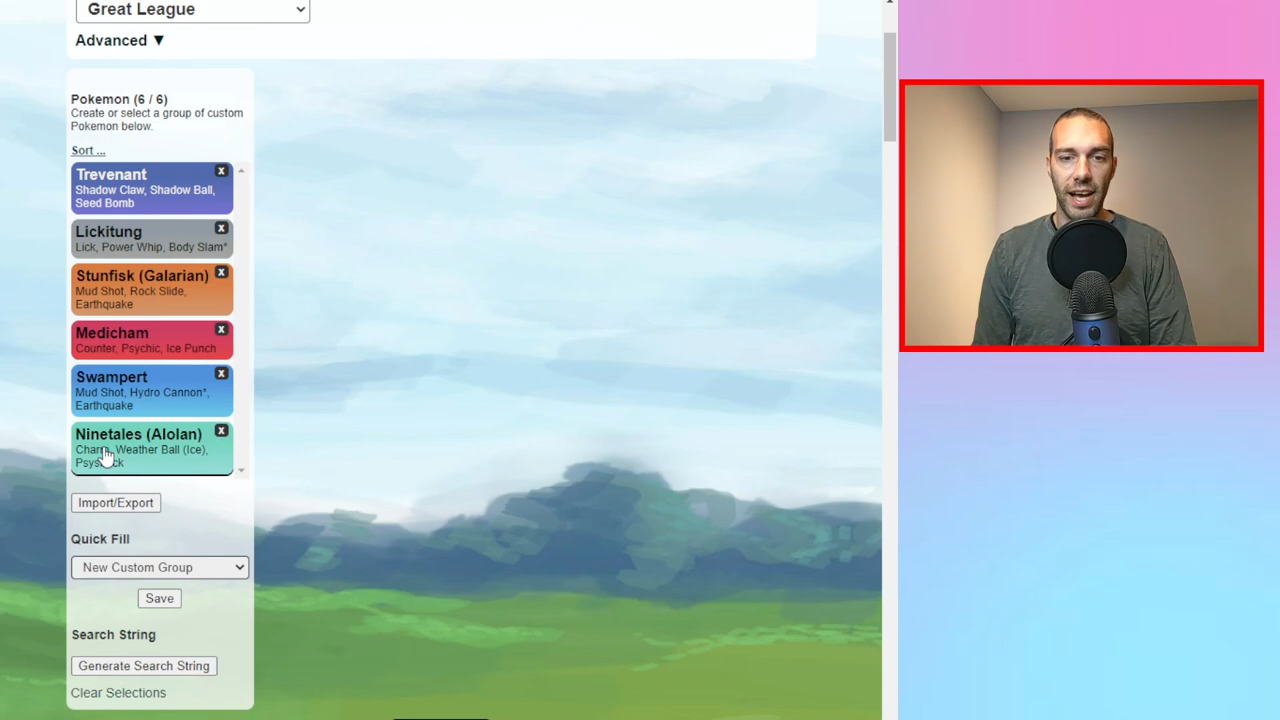 Great League
Advanced ▼
Pokemon (6 / 6)
Create or select a group of custom
Pokemon below.
Sort ...
Trevenant
X
Shadow Claw, Shadow Ball,
Seed Bomb
Lickitung
X
Lick, Power Whip, Body Slam*
Stunfisk (Galarian)
X
Mud Shot, Rock Slide,
Earthquake
Medicham
X
Counter, Psychic, Ice Punch
Swampert
X
Mud Shot, Hydro Cannon*,
Earthquake
Ninetales (Alolan)
X
Charm, Weather Ball (Ice),
Import/Export
Quick Fill
New Custom Group
Save
Search String
Generate Search String
Clear Selections